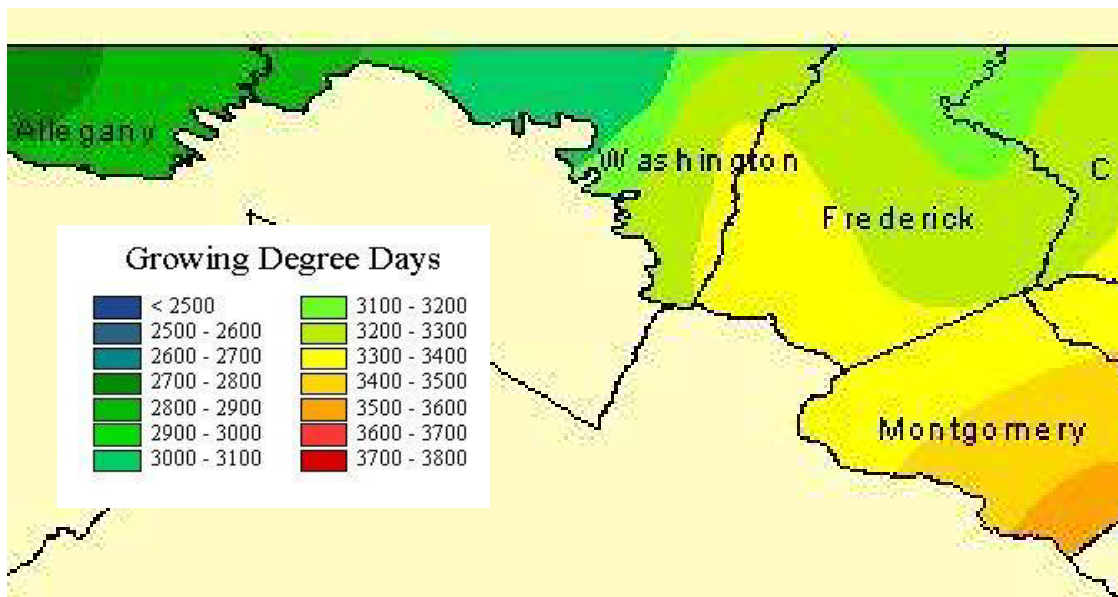 Allegany
Washington
C
Frederick
Growing Degree Days
< 2500
2500 - 2600
2600 - 2700
2700 - 2800
2800 - 2900
2900 - 3000
3000 - 3100
3100 - 3200
3200 - 3300
3300 - 3400
3400 - 3500
3500 - 3600
3600 - 3700
3700 - 3800
Montgomery